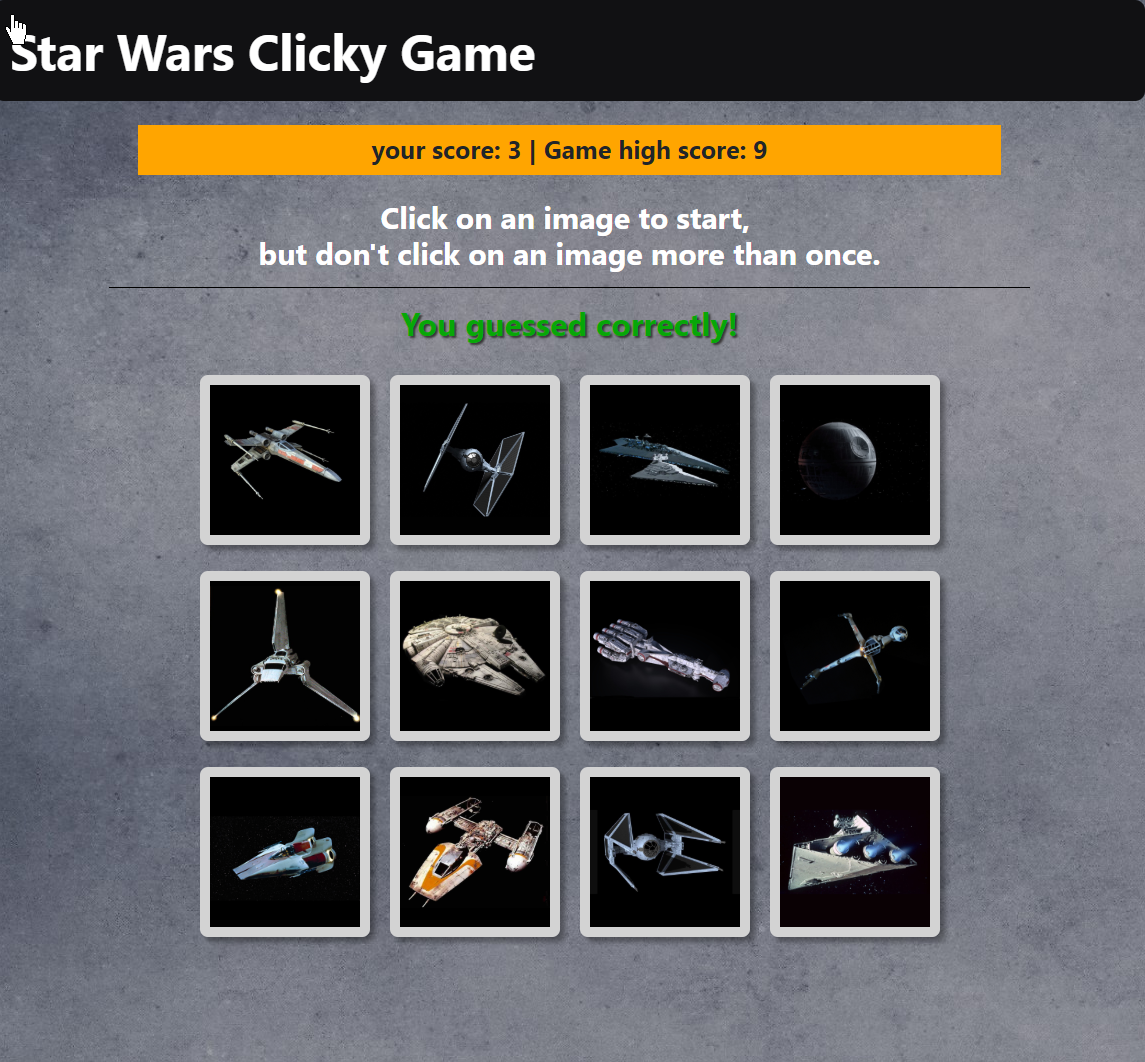 Star Wars Clicky Game
your score: 3 | Game high score: 9
Click on an image to start,
but don't click on an image more than once.
You guessed correctly!